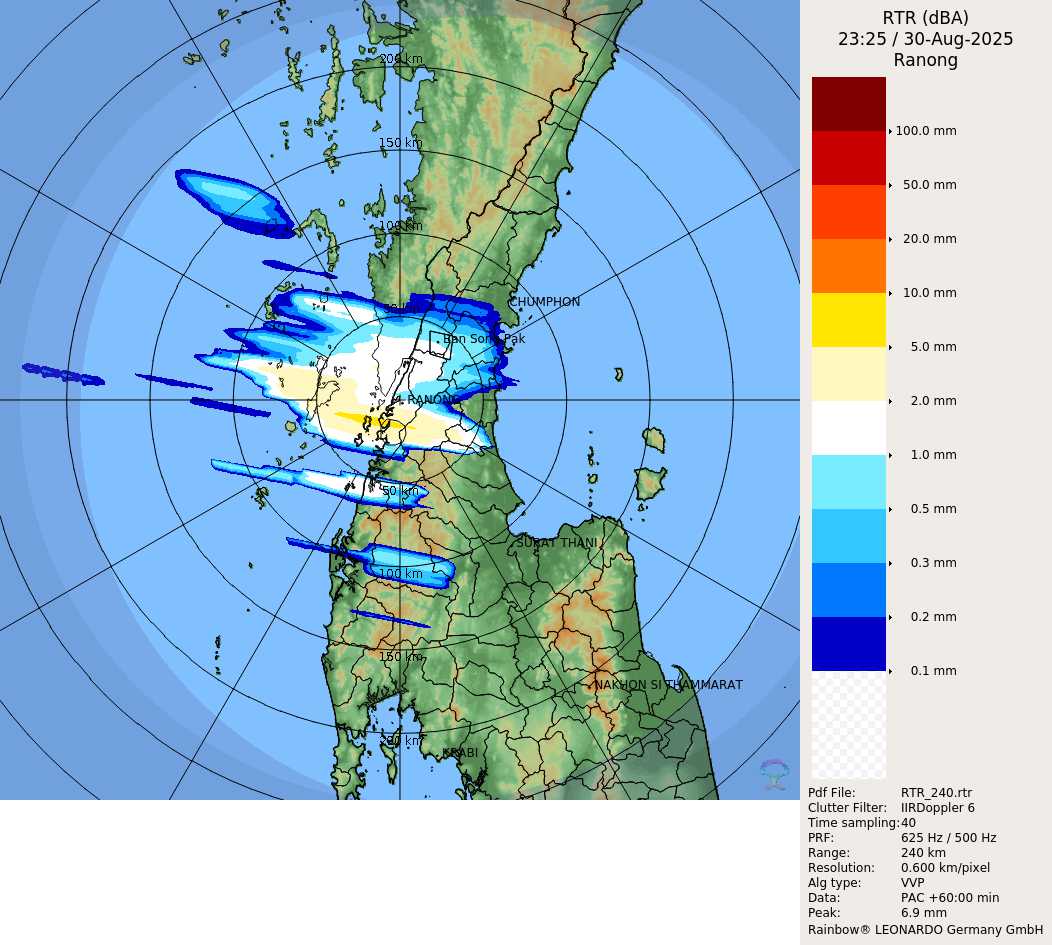 RTR (dBA)
23:25 / 30-Aug-2025
Ranong
200 km
150 km
100 km
CHUMPHON
Ban Song Pak
RANONG
50 km
SURAT THANI
100 km
150 km
NAKHON SI THAMMARAT
200 km
KRABI
100.0 mm
50.0 mm
20.0 mm
10.0 mm
5.0 mm
2.0 mm
1.0 mm
0.5 mm
0.3 mm
0.2 mm
0.1 mm
Pdf File: RTR_240.rtr
Clutter Filter: IIRDoppler 6
Time sampling:40
PRF: 625 Hz / 500 Hz
Range: 240 km
Resolution: 0.600 km/pixel
Alg type: VVP
Data: PAC +60:00 min
Peak: 6.9 mm
Rainbow® LEONARDO Germany GmbH